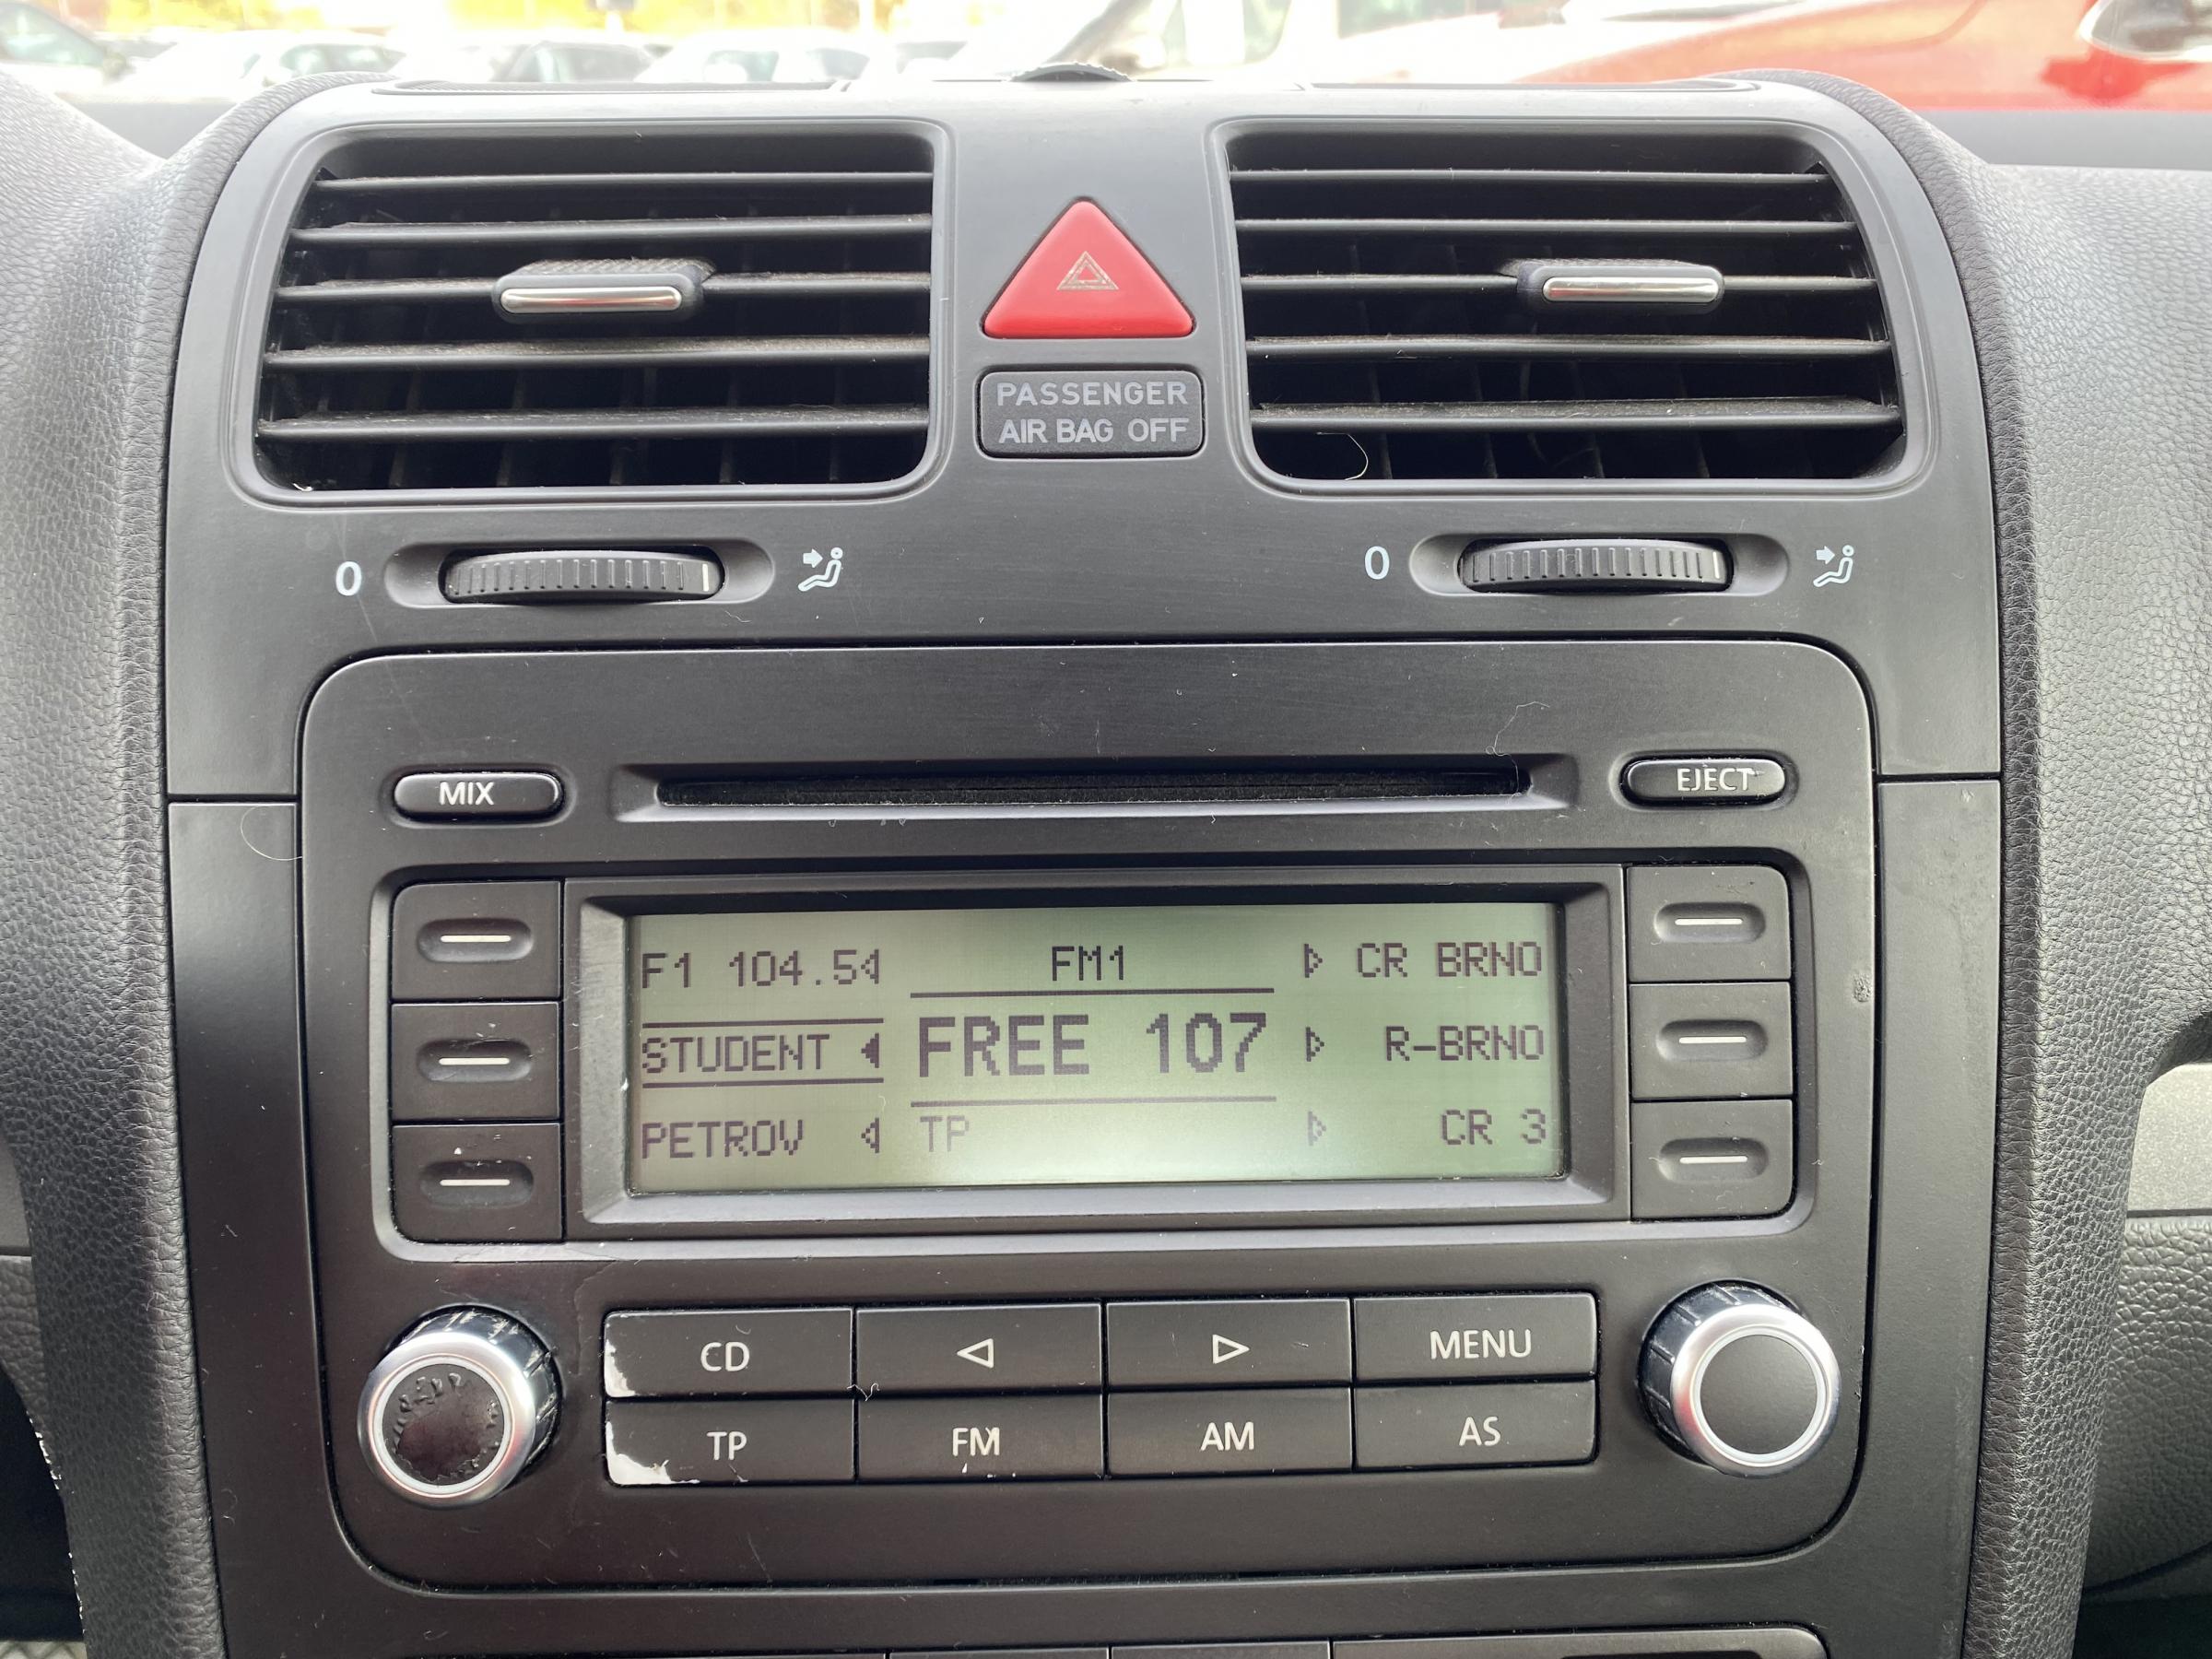 PASSENGER
AIR BAG OFF
0
0
MIX
EJECT
F1 104.5
FM1
CR BRNO
STUDENT
FREE 107
R-BRNO
PETROV
TP
CR 3
CD
MENU
TP
FM
AM
AS